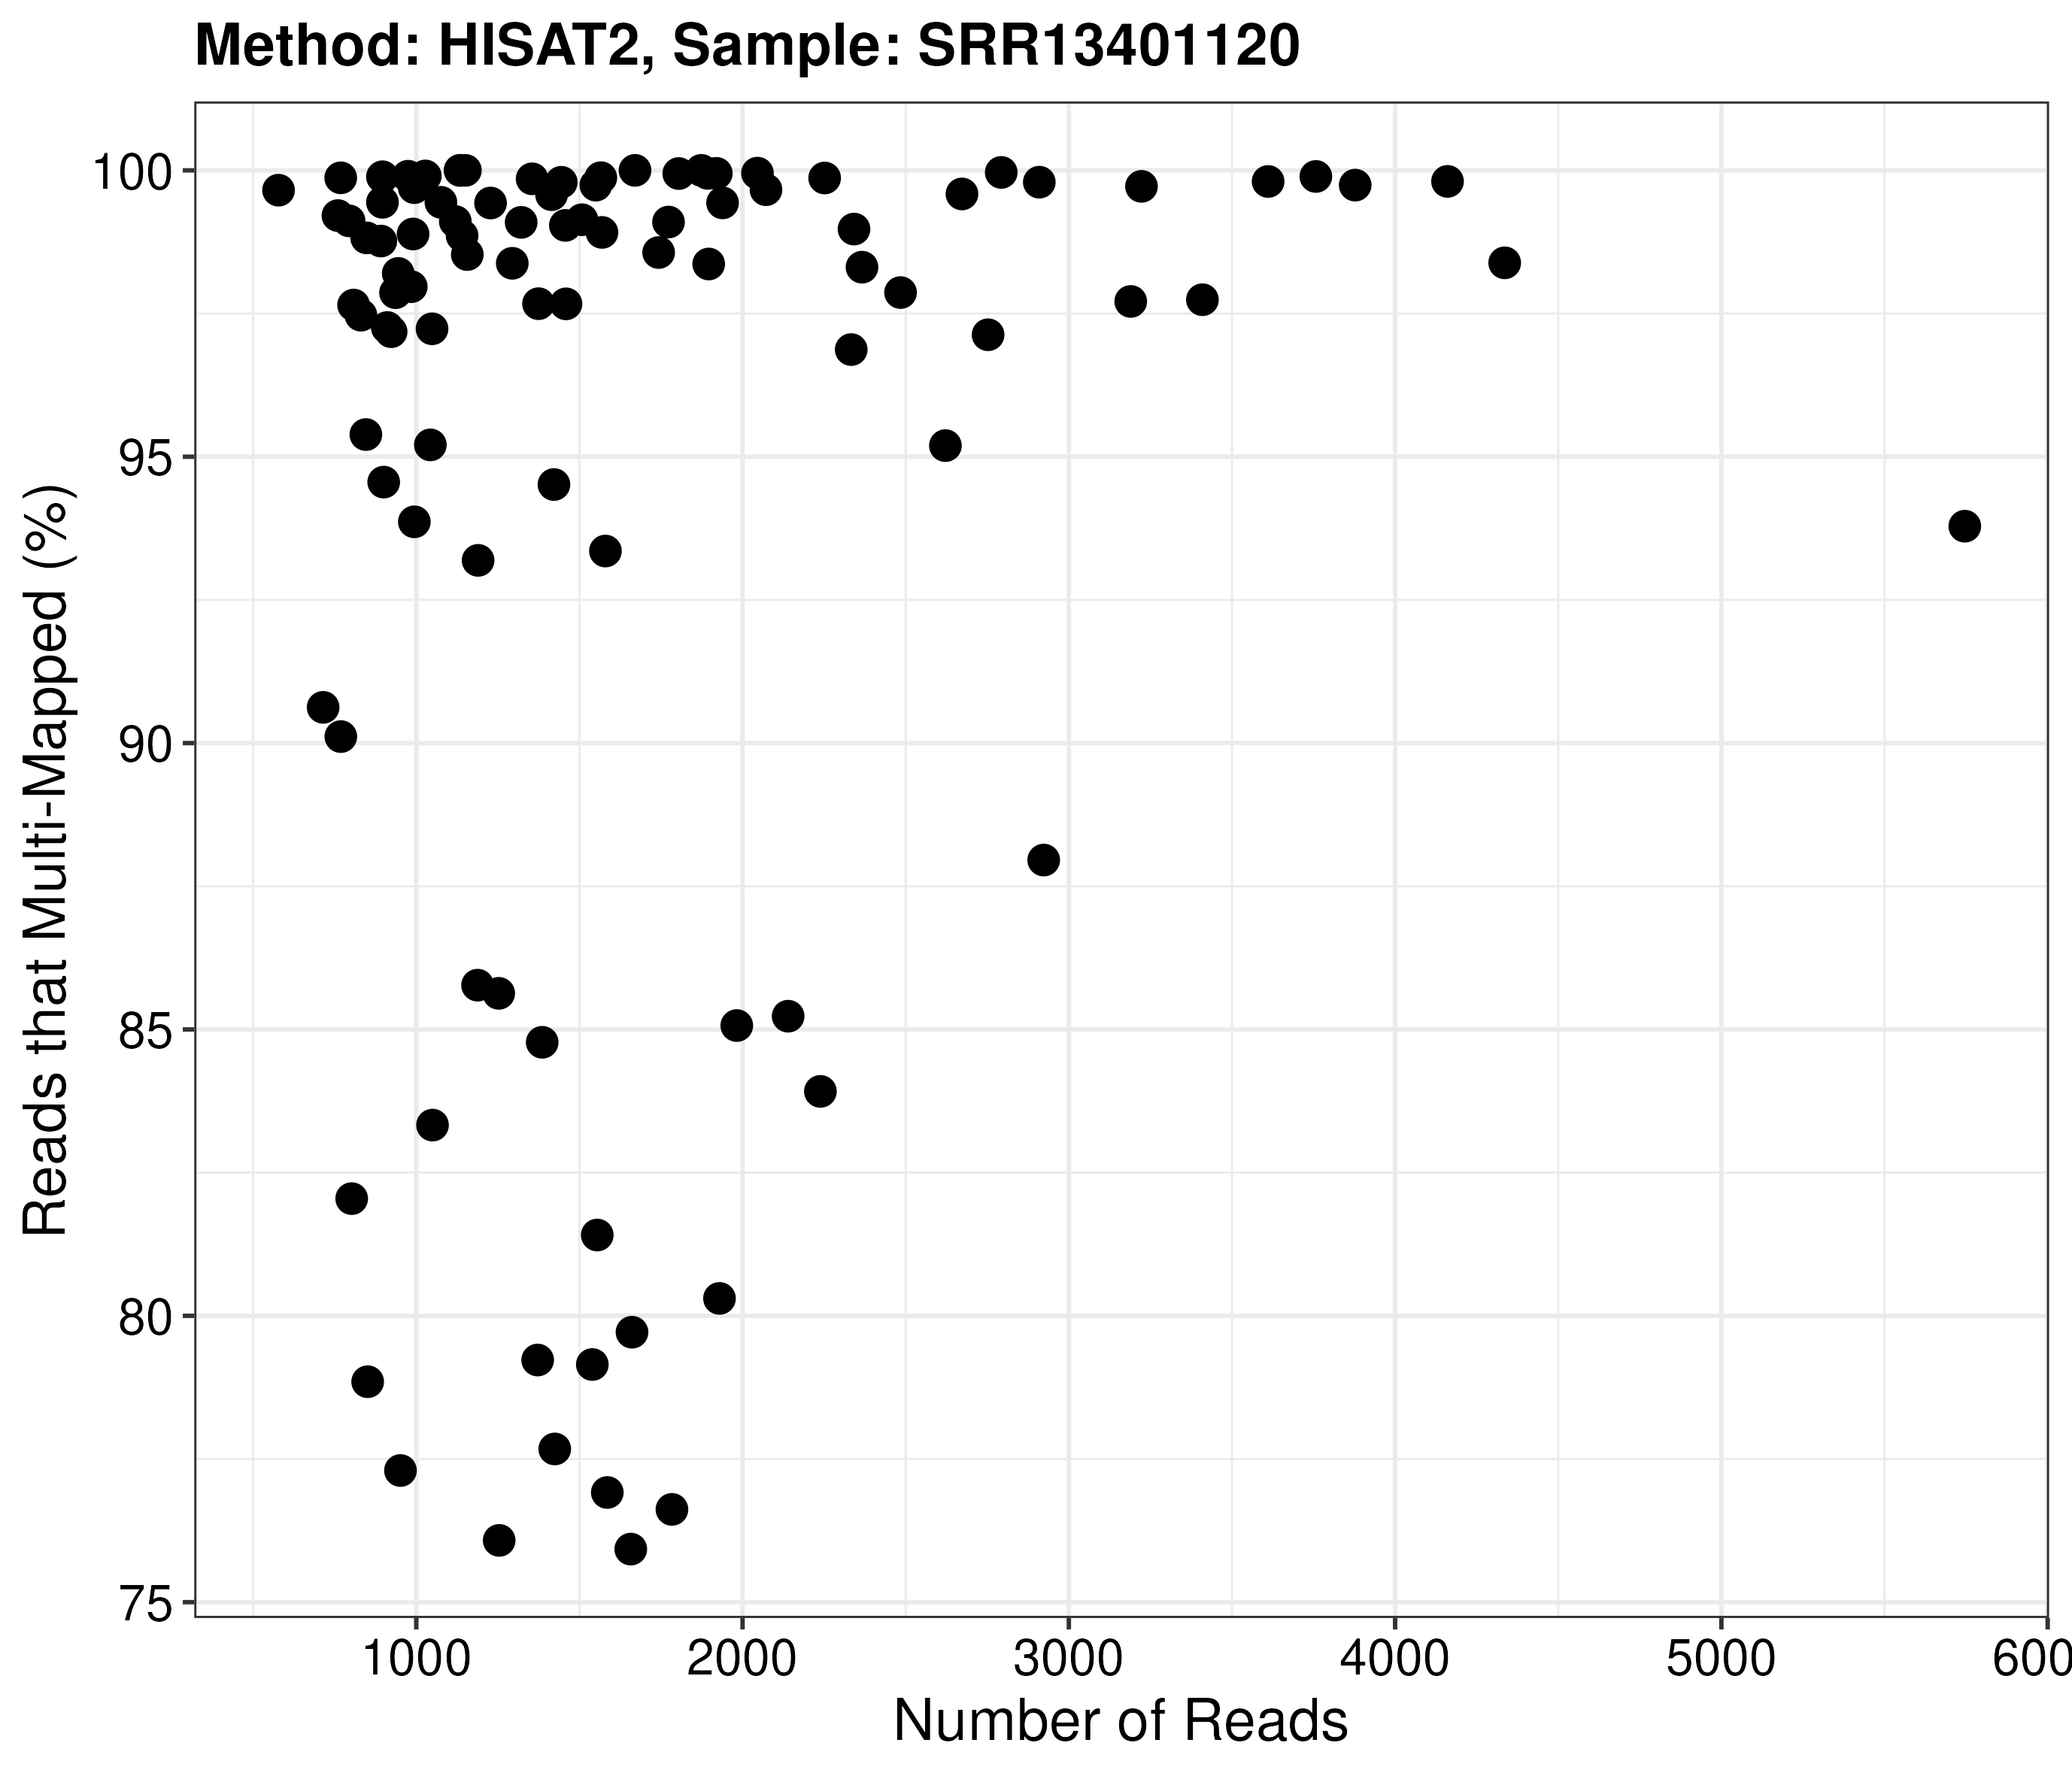 Method: HISAT2, Sample: SRR13401120
Reads that Multi-Mapped (%)
100
95
90
85
80
75
1000 2000 3000 4000 5000 600
Number of Reads